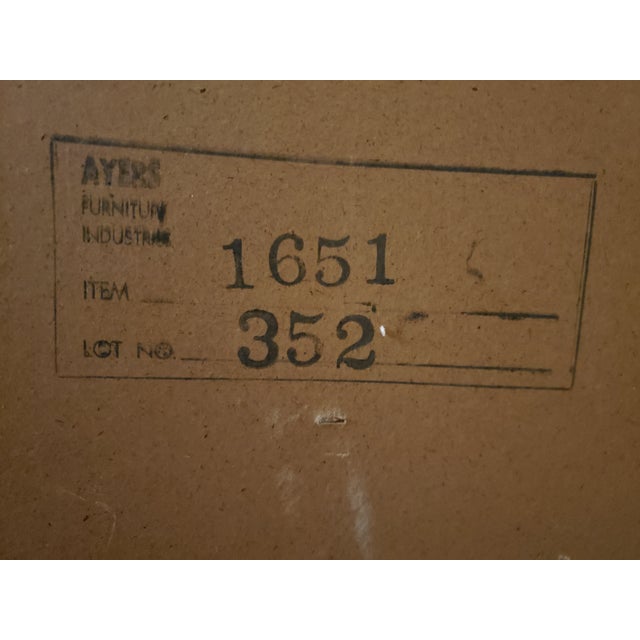 AYERS
FURNITURE
INDUSTRIES
ITEM 1651
LOT NO. 352